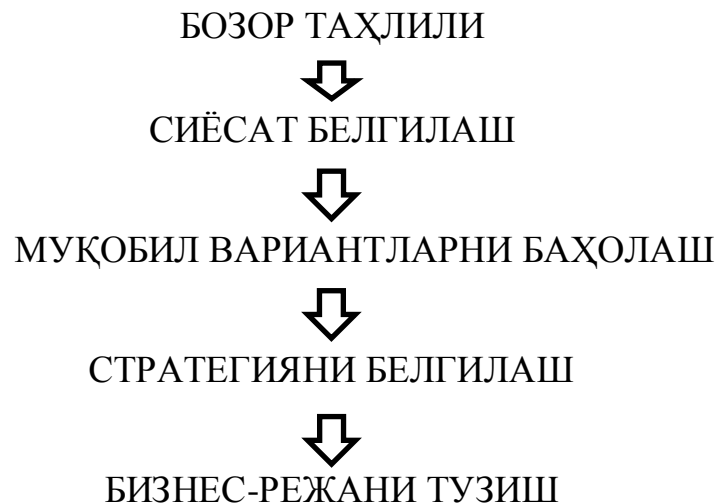 БОЗОР ТАҲЛИЛИ
СИЁСАТ БЕЛГИЛАШ
МУҚОБИЛ ВАРИАНТЛАРНИ БАҲОЛАШ
СТРАТЕГИЯНИ БЕЛГИЛАШ
БИЗНЕС-РЕЖАНИ ТУЗИШ